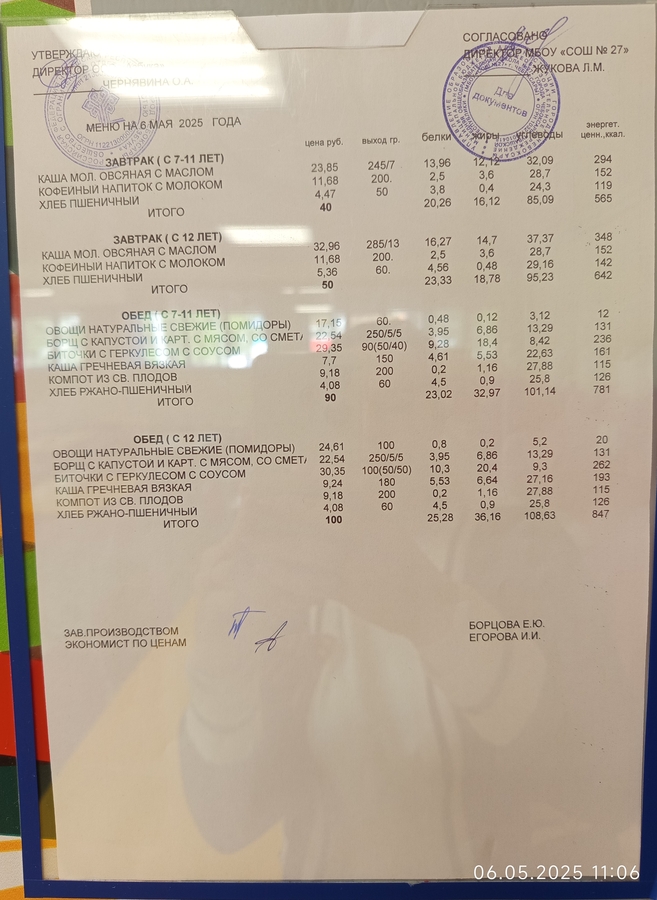 СОГЛАСОВАНО
УТВЕРЖДАЮ ДИРЕКТОР МБОУ «СОШ № 27»
ДИРЕКТОР ЖУКОВА Л.М.
ЧЕРНЯВИНА О.А.
Для документов
МЕНЮ НА 6 МАЯ 2025 ГОДА
цена руб. выход гр. белки жиры углеводы энергет. ценн.,ккал.
ЗАВТРАК ( С 7-11 ЛЕТ)
КАША МОЛ. ОВСЯНАЯ С МАСЛОМ 23,85 245/7 13,96 12,12 32,09 294
КОФЕЙНЫЙ НАПИТОК С МОЛОКОМ 11,68 200. 2,5 3,6 28,7 152
ХЛЕБ ПШЕНИЧНЫЙ 4,47 50 3,8 0,4 24,3 119
ИТОГО 40 20,26 16,12 85,09 565
ЗАВТРАК ( С 12 ЛЕТ)
КАША МОЛ. ОВСЯНАЯ С МАСЛОМ 32,96 285/13 16,27 14,7 37,37 348
КОФЕЙНЫЙ НАПИТОК С МОЛОКОМ 11,68 200. 2,5 3,6 28,7 152
ХЛЕБ ПШЕНИЧНЫЙ 5,36 60. 4,56 0,48 29,16 142
ИТОГО 50 23,33 18,78 95,23 642
ОБЕД ( С 7-11 ЛЕТ)
ОВОЩИ НАТУРАЛЬНЫЕ СВЕЖИЕ (ПОМИДОРЫ) 17,15 60. 0,48 0,12 3,12 12
БОРЩ С КАПУСТОЙ И КАРТ. С МЯСОМ, СО СМЕТА 22,54 250/5/5 3,95 6,86 13,29 131
БИТОЧКИ С ГЕРКУЛЕСОМ С СОУСОМ 29,35 90(50/40) 9,28 18,4 8,42 236
КАША ГРЕЧНЕВАЯ ВЯЗКАЯ 7,7 150 4,61 5,53 22,63 161
КОМПОТ ИЗ СВ. ПЛОДОВ 9,18 200 0,2 1,16 27,88 115
ХЛЕБ РЖАНО-ПШЕНИЧНЫЙ 4,08 60 4,5 0,9 25,8 126
ИТОГО 90 23,02 32,97 101,14 781
ОБЕД ( С 12 ЛЕТ)
ОВОЩИ НАТУРАЛЬНЫЕ СВЕЖИЕ (ПОМИДОРЫ) 24,61 100 0,8 0,2 5,2 20
БОРЩ С КАПУСТОЙ И КАРТ. С МЯСОМ, СО СМЕТА 22,54 250/5/5 3,95 6,86 13,29 131
БИТОЧКИ С ГЕРКУЛЕСОМ С СОУСОМ 30,35 100(50/50) 10,3 20,4 9,3 262
КАША ГРЕЧНЕВАЯ ВЯЗКАЯ 9,24 180 5,53 6,64 27,16 193
КОМПОТ ИЗ СВ. ПЛОДОВ 9,18 200 0,2 1,16 27,88 115
ХЛЕБ РЖАНО-ПШЕНИЧНЫЙ 4,08 60 4,5 0,9 25,8 126
ИТОГО 100 25,28 36,16 108,63 847
ЗАВ.ПРОИЗВОДСТВОМ БОРЦОВА Е.Ю.
ЭКОНОМИСТ ПО ЦЕНАМ ЕГОРОВА И.И.
06.05.2025 11:06